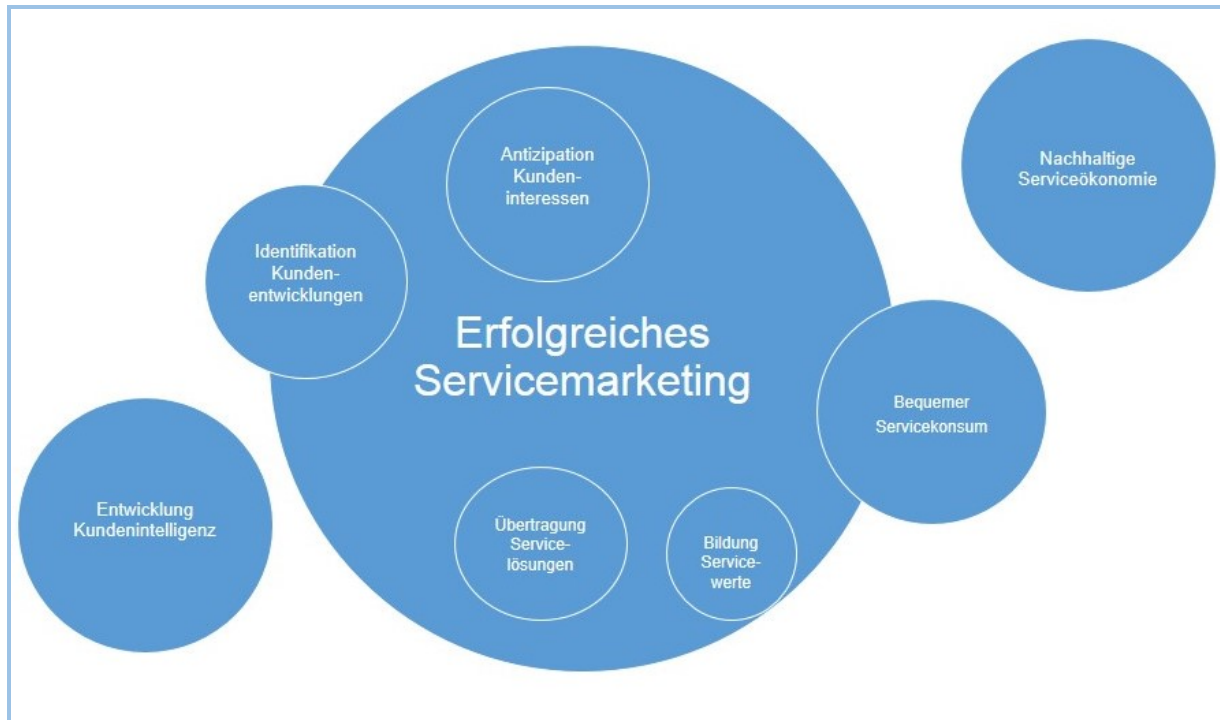 Antizipation
Kunden-
interessen
Nachhaltige
Serviceökonomie
Identifikation
Kunden-
entwicklungen
Erfolgreiches
Servicemarketing
Bequemer
Servicekonsum
Entwicklung
Kundenintelligenz
Übertragung
Service-
lösungen
Bildung
Service-
werte